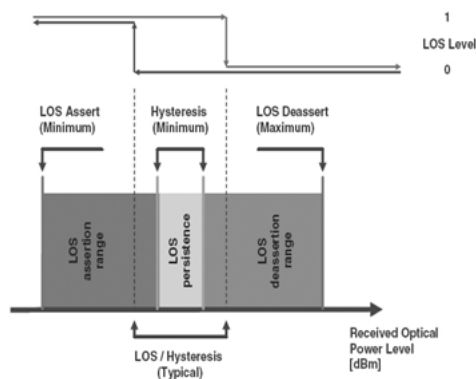 1
LOS Level
0
LOS Assert
(Minimum)
Hysteresis
(Minimum)
LOS Deassert
(Maximum)
LOS
assertion
range
LOS
persistence
LOS
deassertion
range
Received Optical
Power Level
[dBm]
LOS / Hysteresis
(Typical)